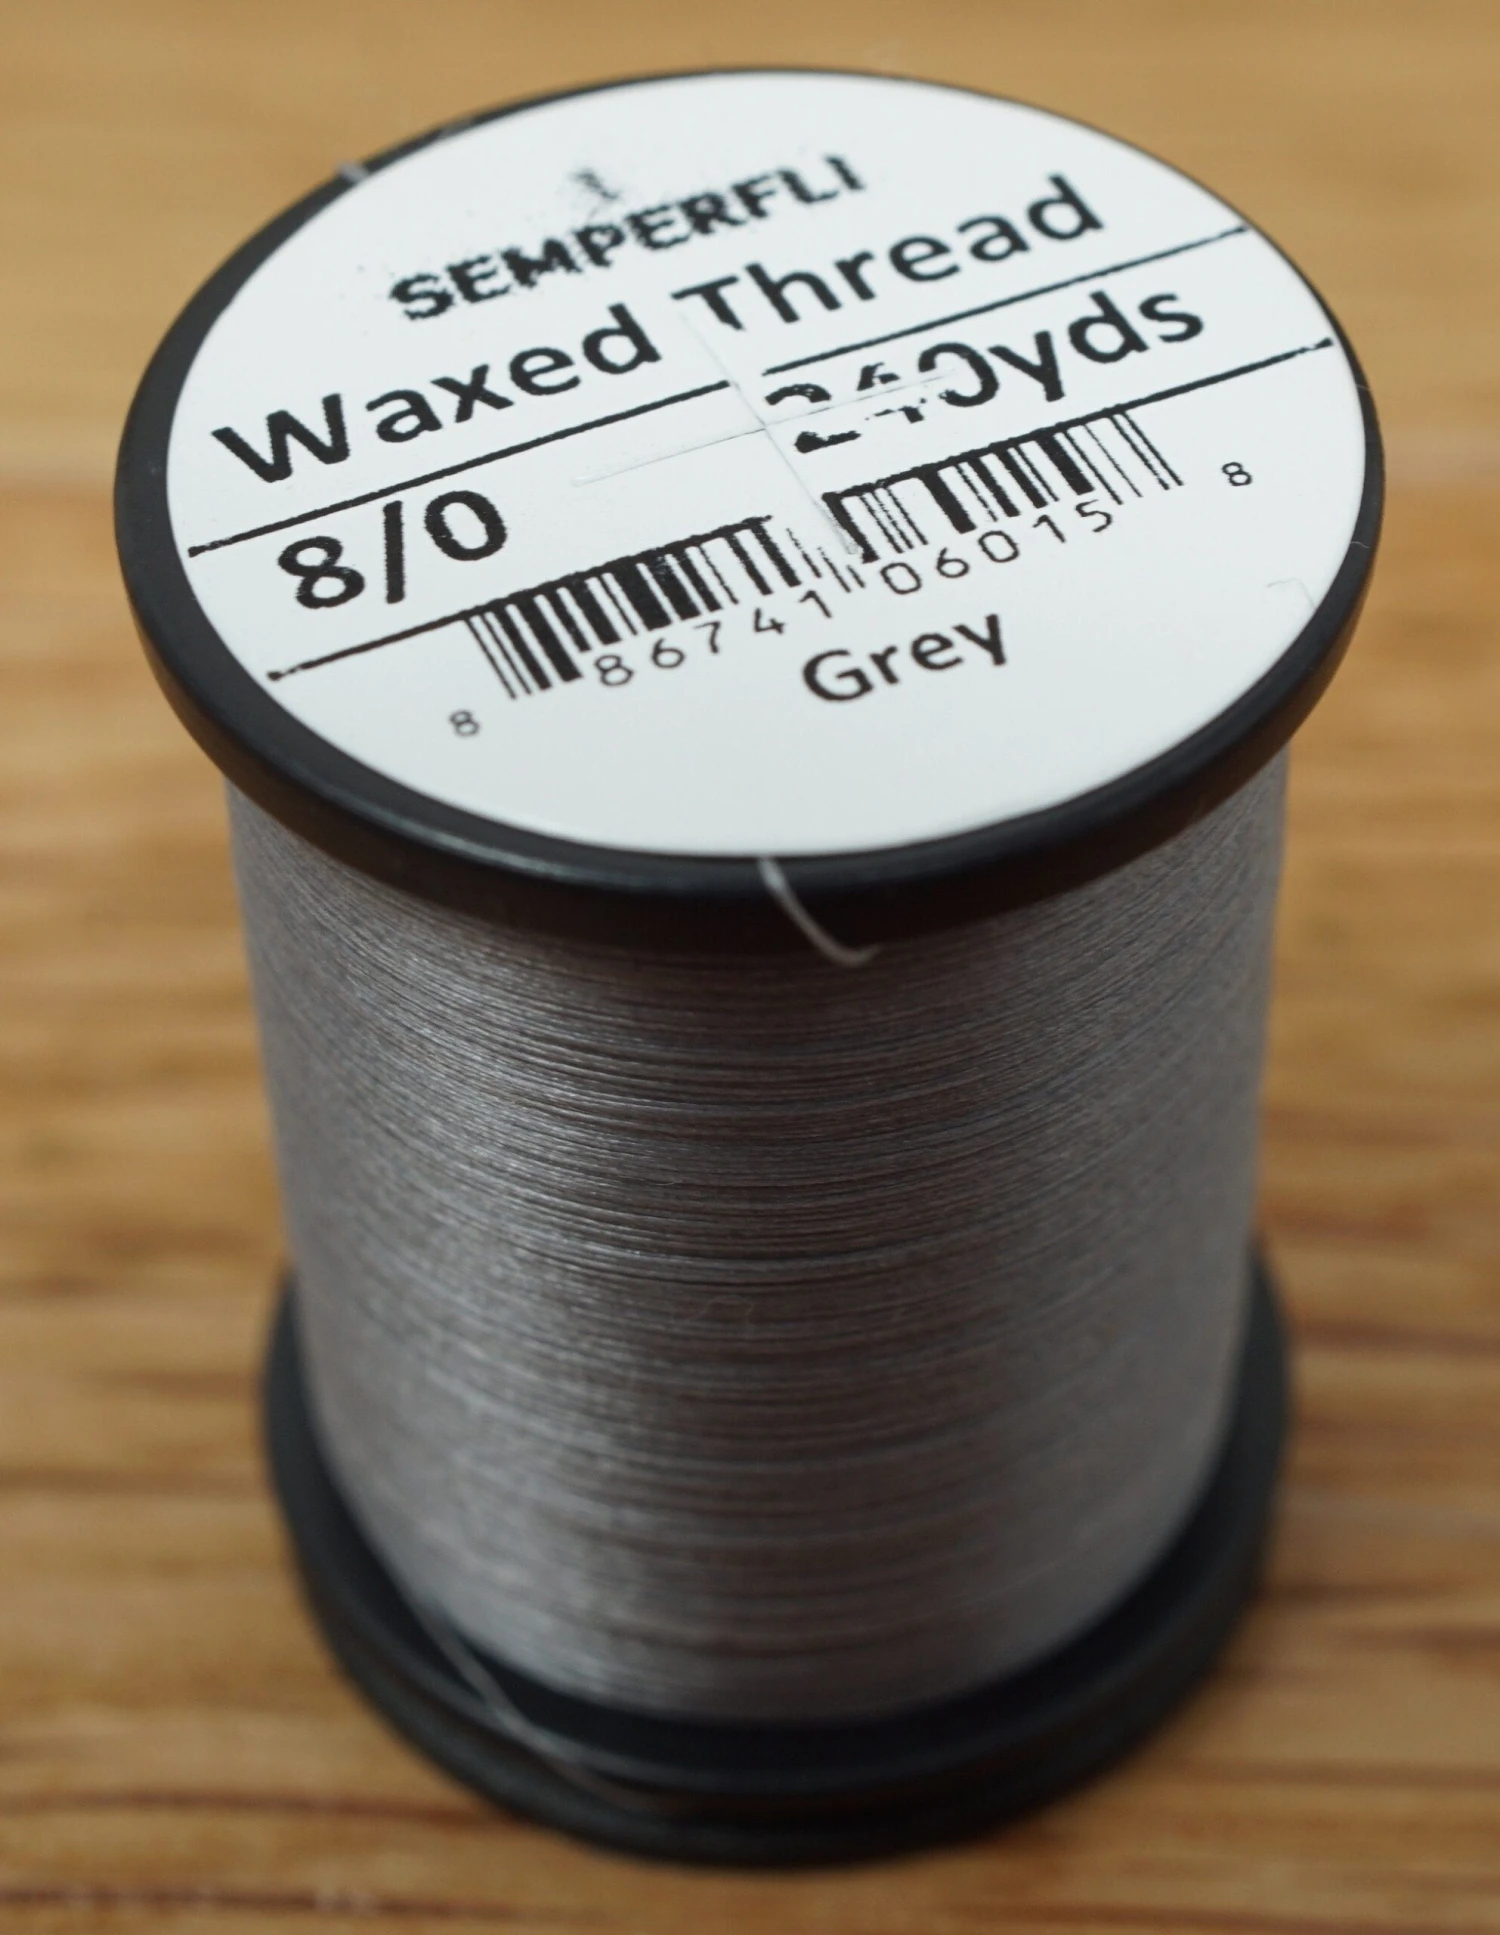 SEMPERFLI
Waxed Thread
8/0 240yds
8 86741 06015 8
Grey